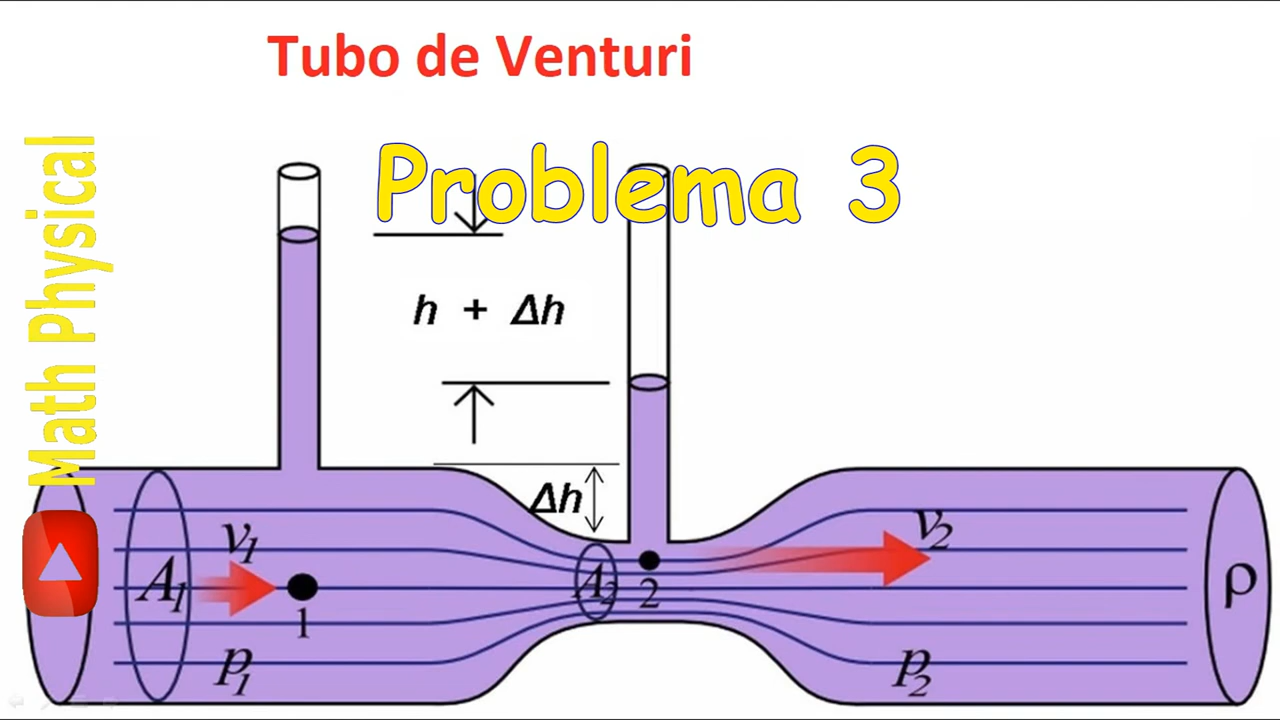 Tubo de Venturi
Problema 3
Math Physical
h + Δh
Δh
v₁
v₂
A₁
A₂
1
2
ρ
p₁
p₂